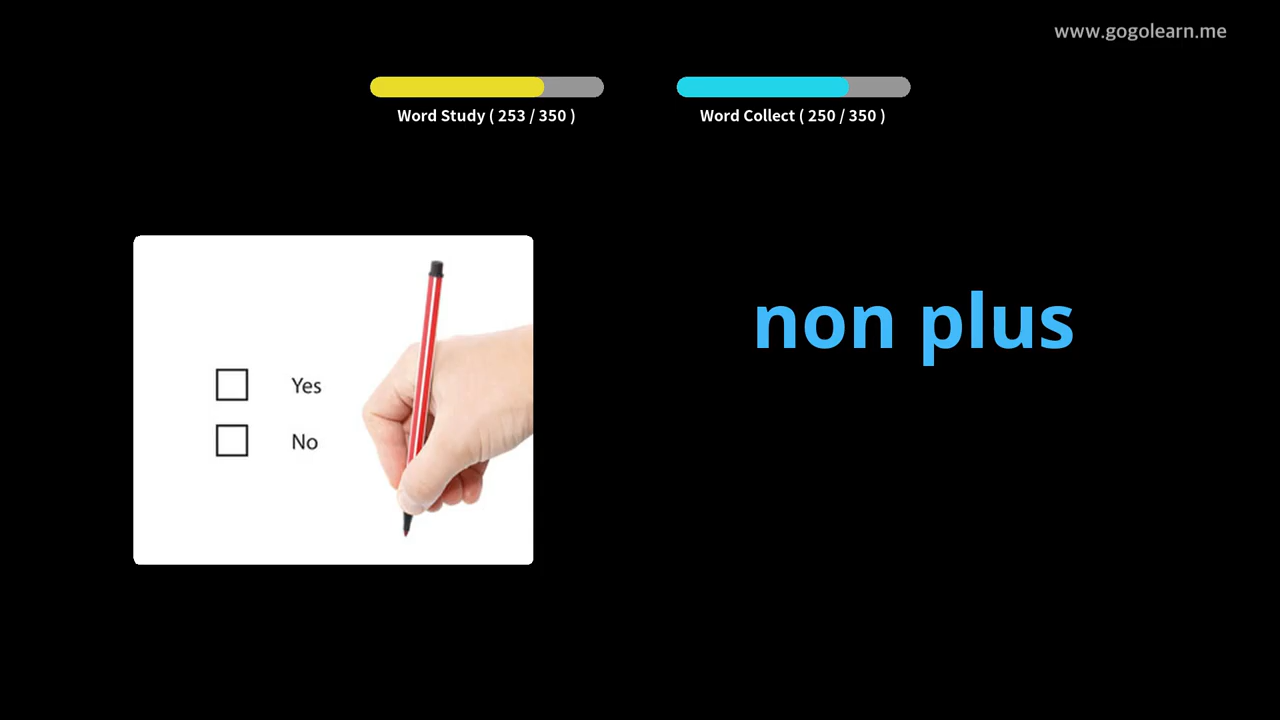 www.gogolearn.me
Word Study ( 253 / 350 )
Word Collect ( 250 / 350 )
Yes
No
non plus